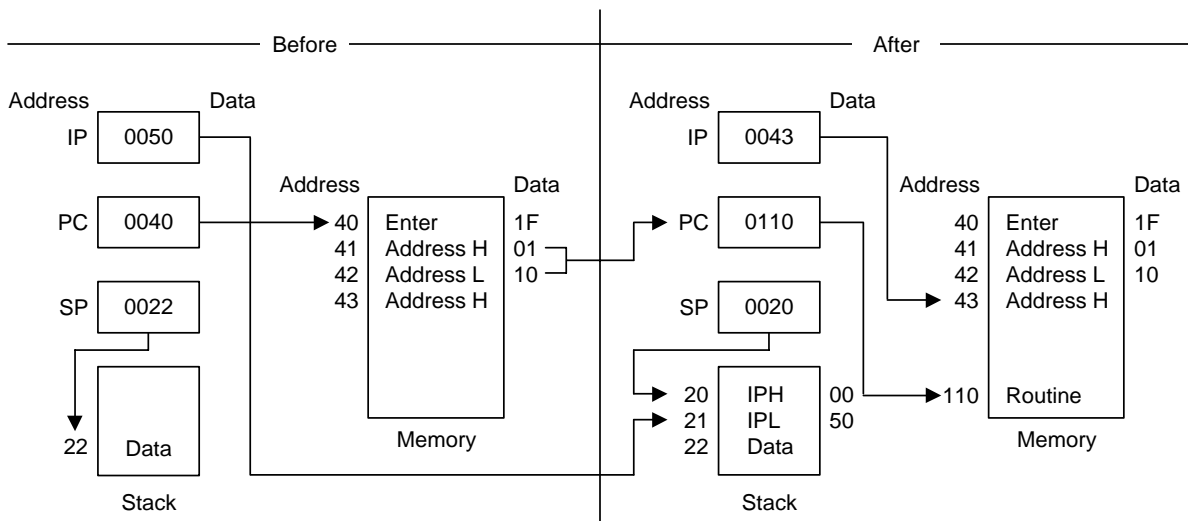 Before
Address Data
IP 0050
PC 0040
SP 0022
22 Data
Stack
Address Data
40 Enter 1F
41 Address H 01
42 Address L 10
43 Address H
Memory
After
Address Data
IP 0043
PC 0110
SP 0020
20 IPH 00
21 IPL 50
22 Data
Stack
Address Data
40 Enter 1F
41 Address H 01
42 Address L 10
43 Address H
110 Routine
Memory